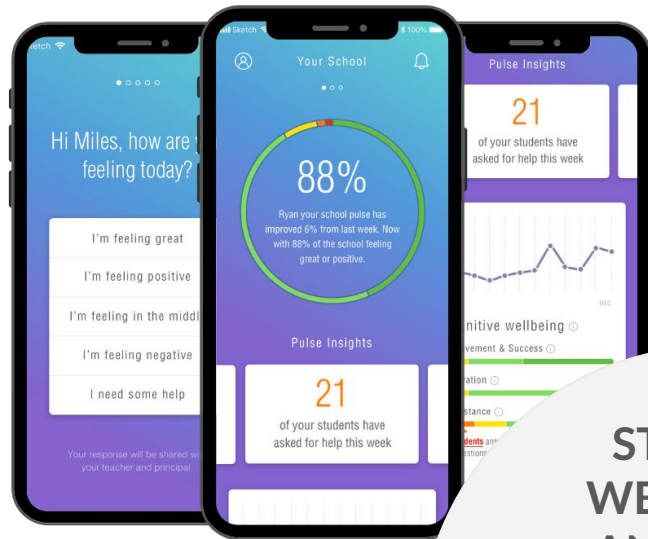 Sketch
Hi Miles, how are
feeling today?
I'm feeling great
I'm feeling positive
I'm feeling in the middl
I'm feeling negative
I need some help
Your response will be shared wi
your teacher and principal
Sketch
100%
Your School
88%
Ryan your school pulse has
improved 6% from last week. Now
with 88% of the school feeling
great or positive.
Pulse Insights
21
of your students have
asked for help this week
Pulse Insights
21
of your students have
asked for help this week
DEC
nitive wellbeing
vement & Success
ration
stance
dents ans
estions
ST
WE